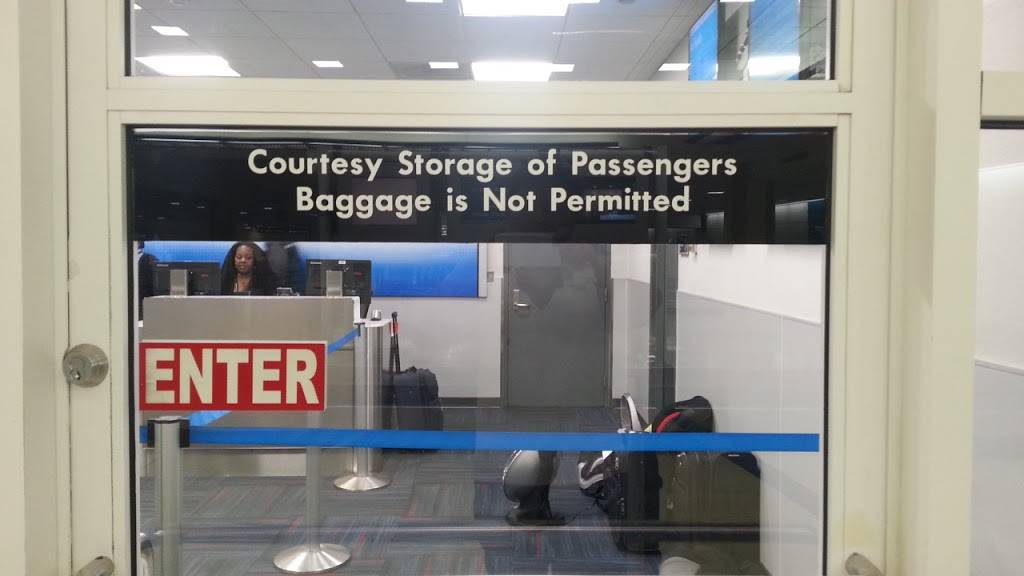 Courtesy Storage of Passengers
Baggage is Not Permitted
ENTER